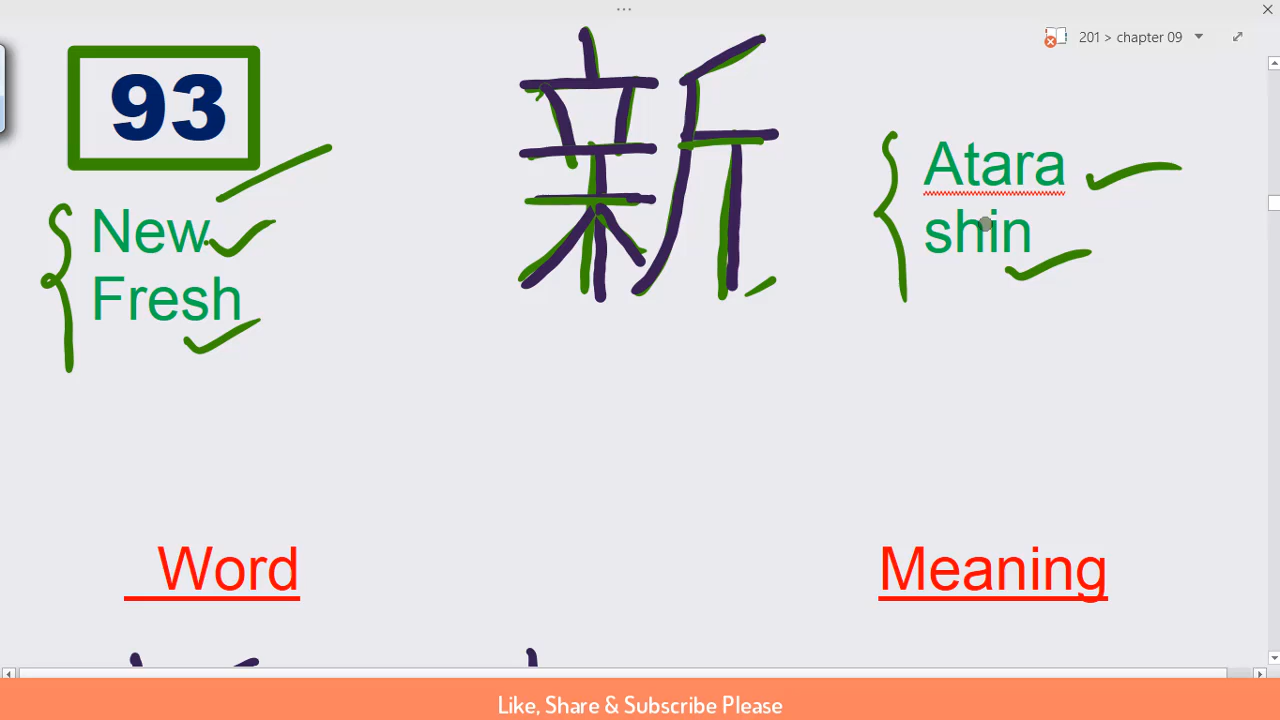 ...
201 > chapter 09
93
新
New
Fresh
Atara
shin
Word
Meaning
Like, Share & Subscribe Please